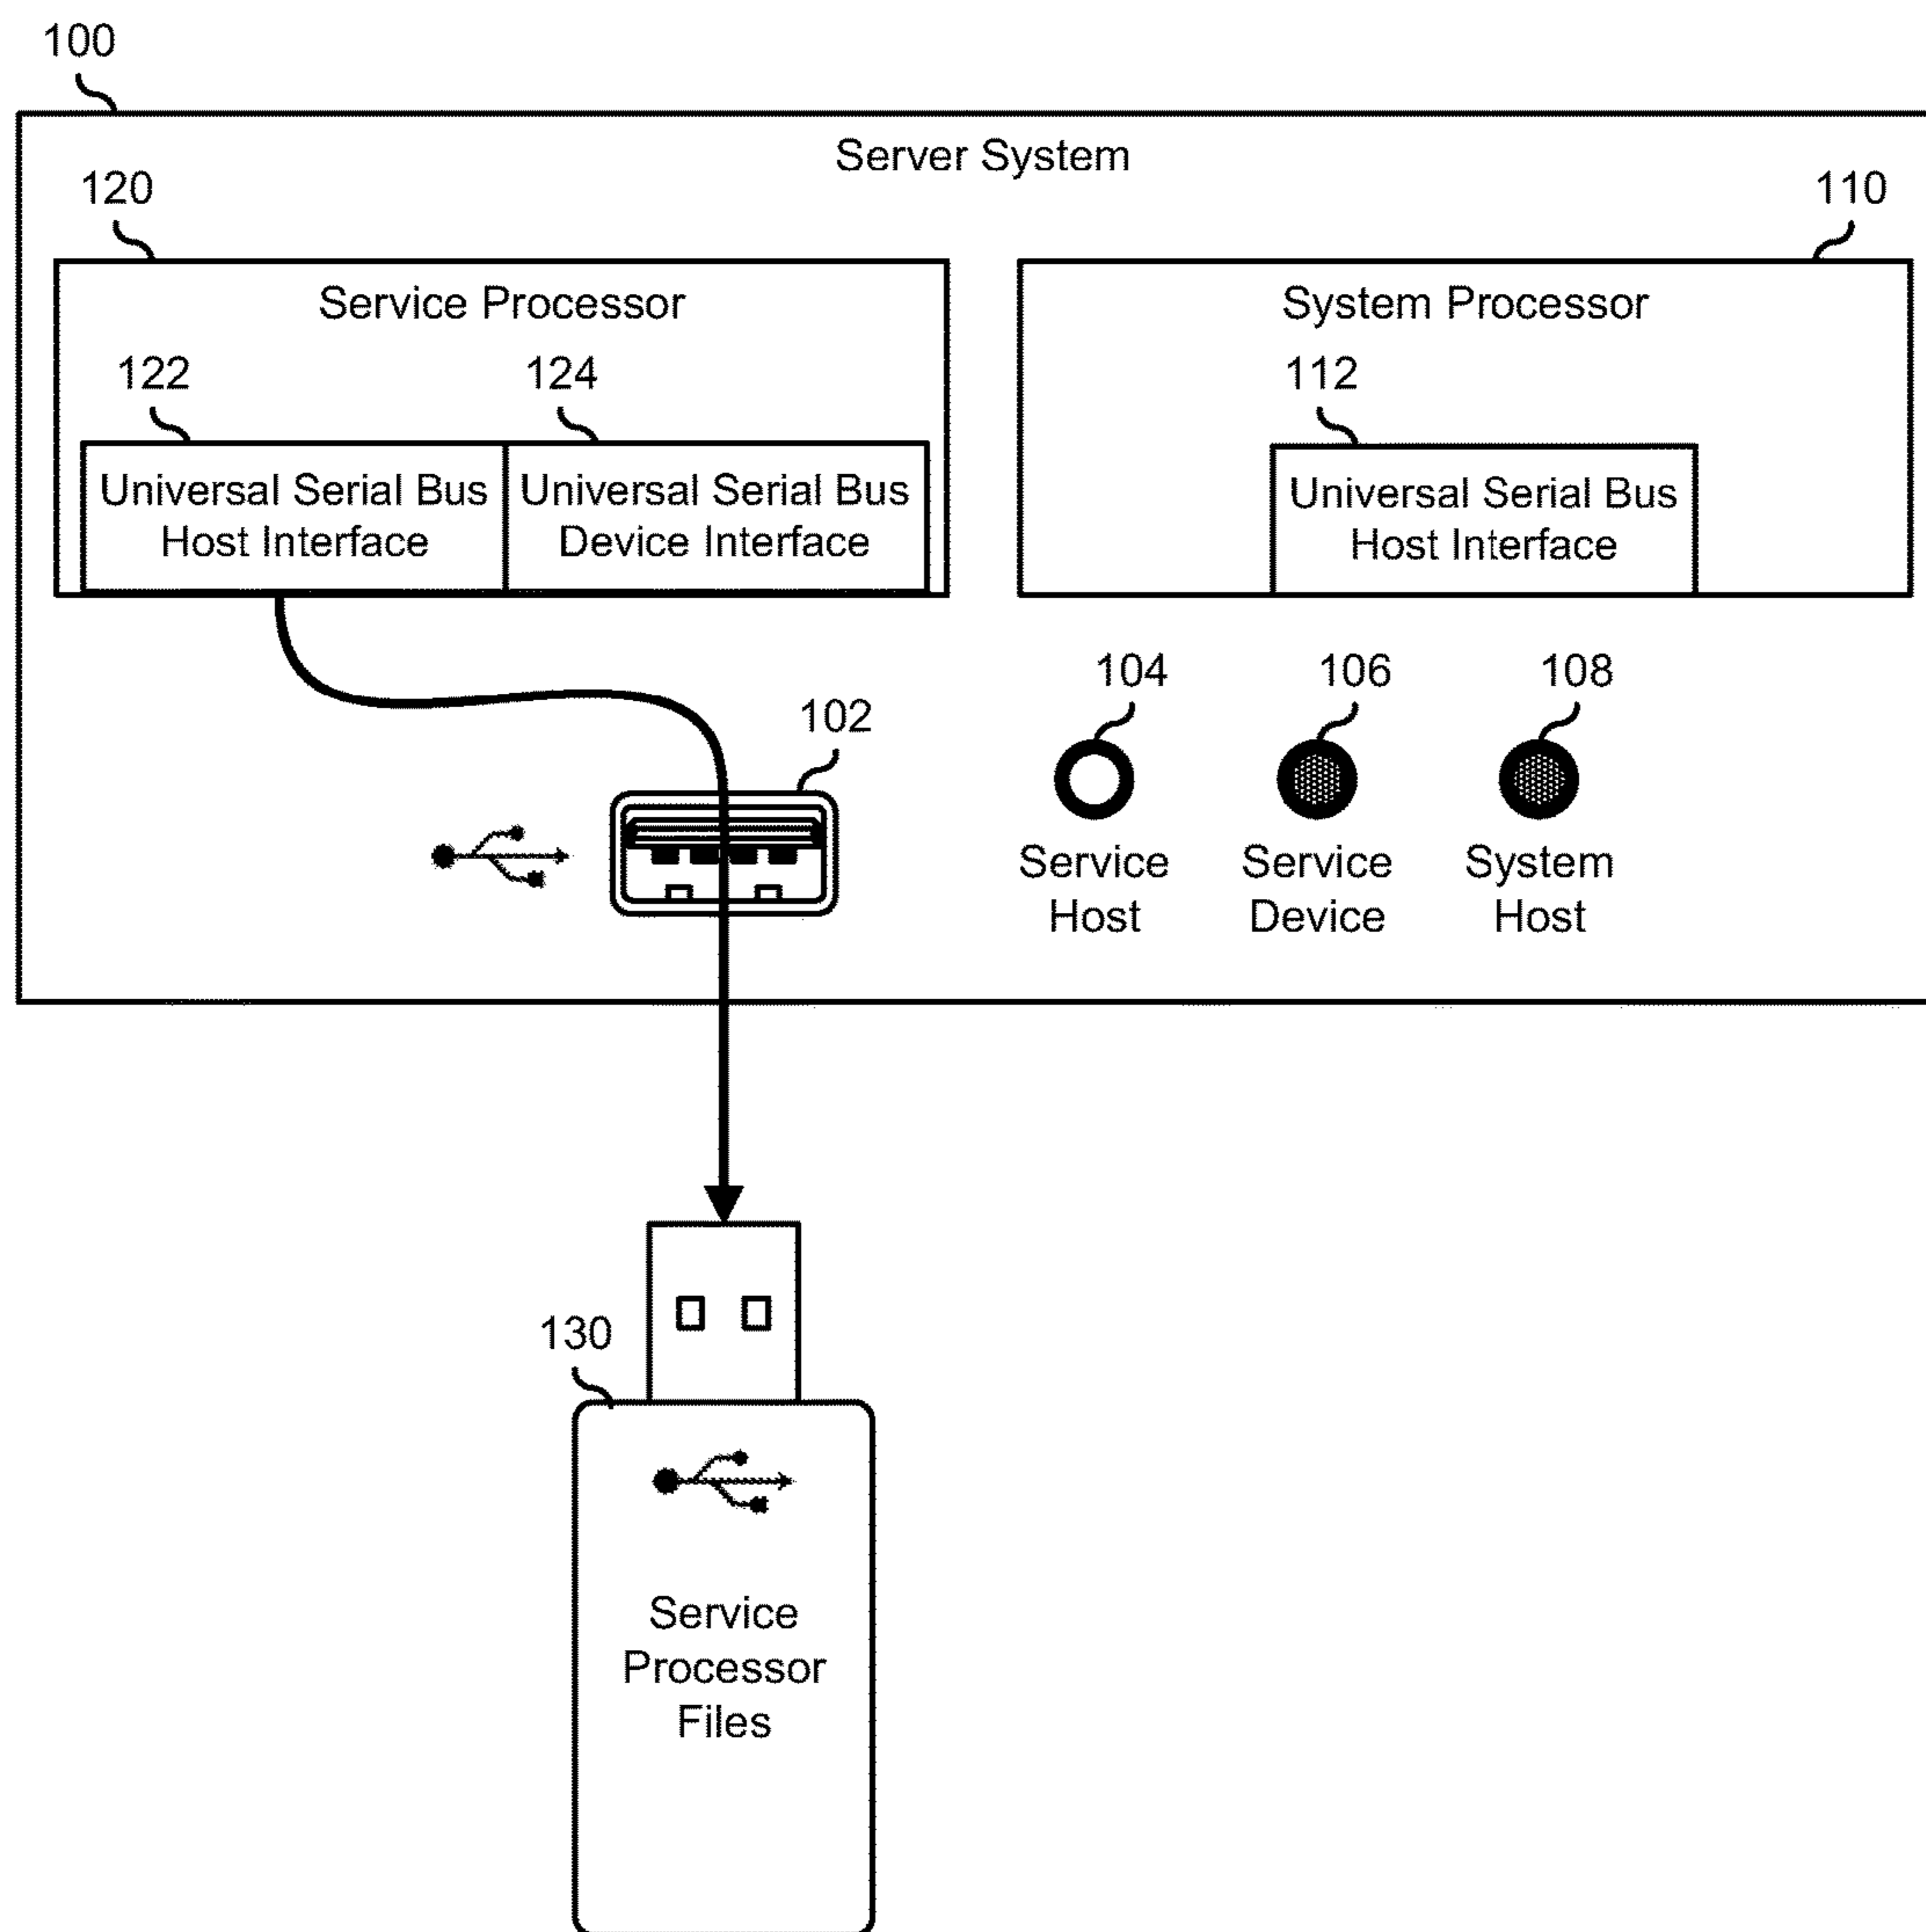 100
Server System
120
110
Service Processor
System Processor
122
124
112
Universal Serial Bus
Host Interface
Universal Serial Bus
Device Interface
Universal Serial Bus
Host Interface
104
106
108
102
Service
Host
Service
Device
System
Host
130
Service
Processor
Files